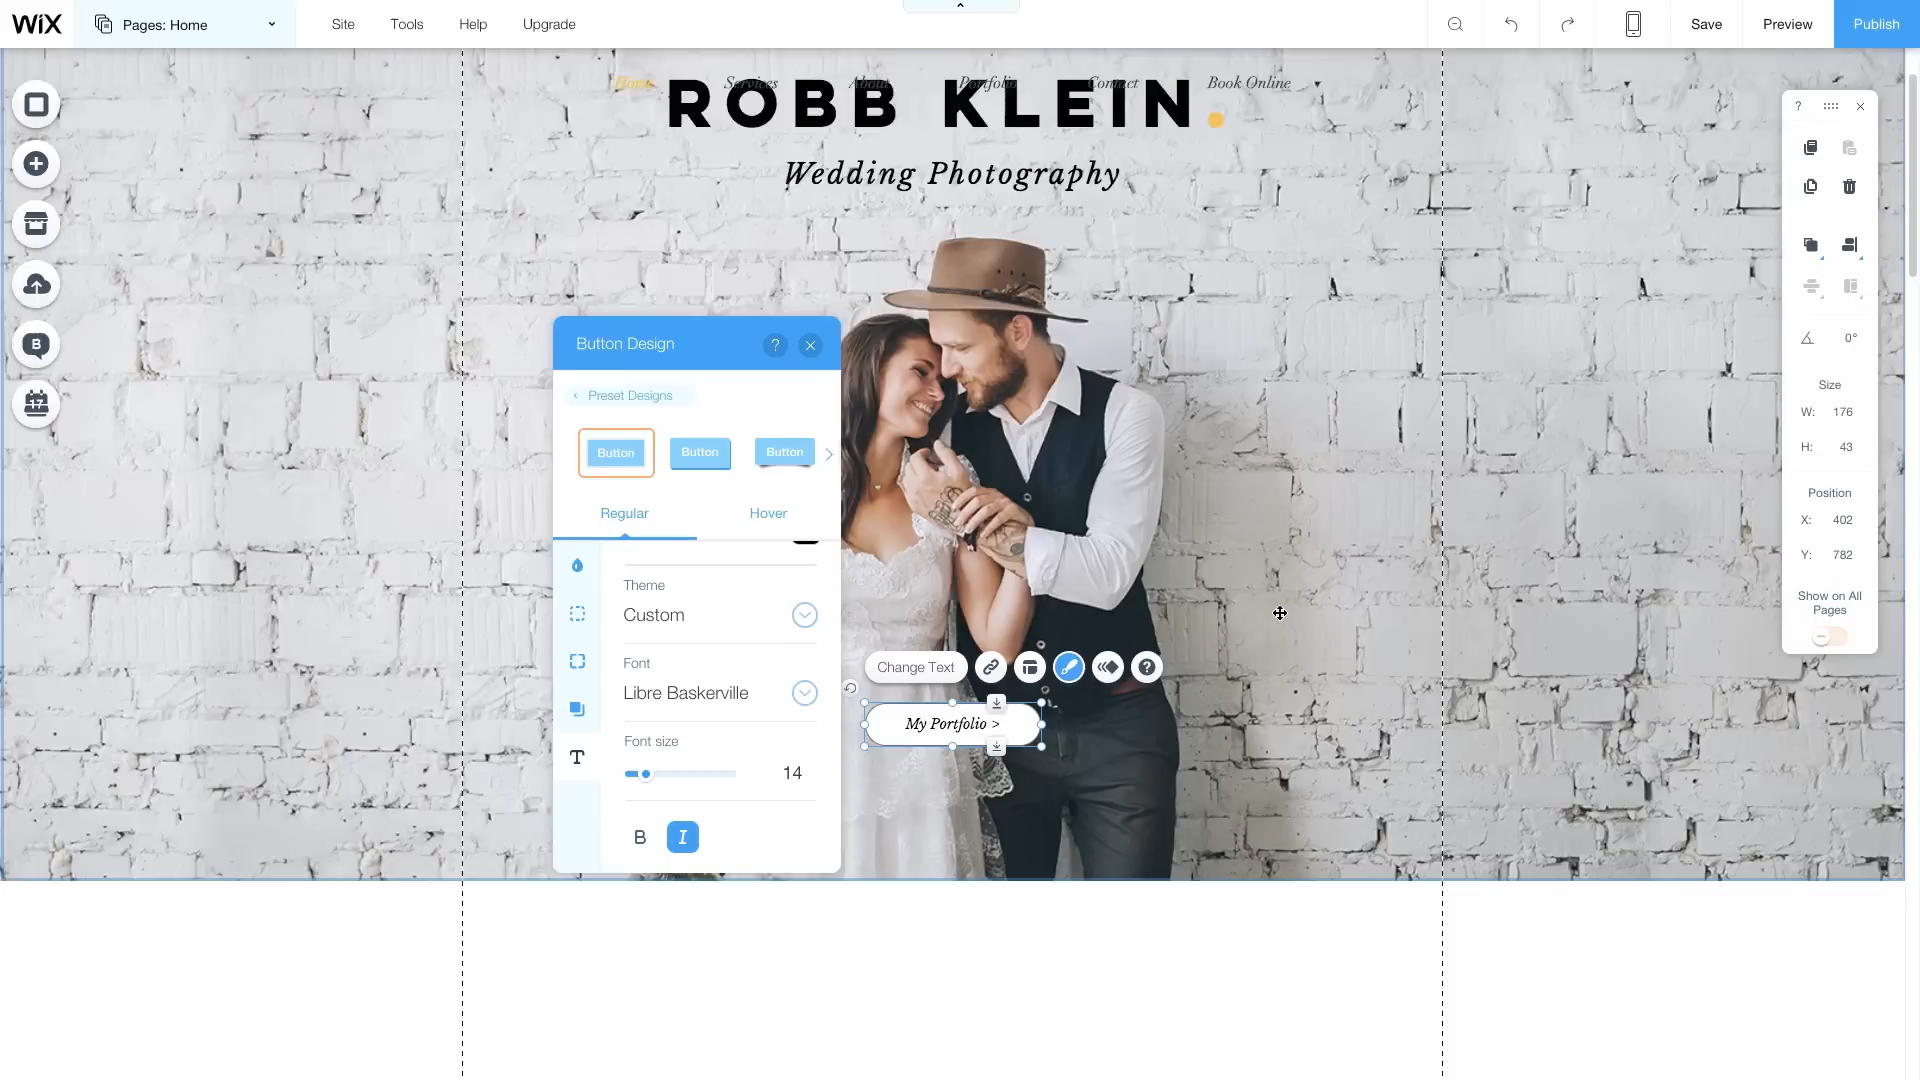 WiX Pages: Home Site Tools Help Upgrade Save Preview Publish
Home Services About Portfolio Contact Book Online
ROBB KLEIN.
Wedding Photography
Button Design ?
Preset Designs
Button Button Button
Regular Hover
Theme
Custom
Font
Libre Baskerville
Font size
14
B I
Change Text ?
My Portfolio >
B
17
?
0°
Size
W: 176
H: 43
Position
X: 402
Y: 782
Show on All
Pages